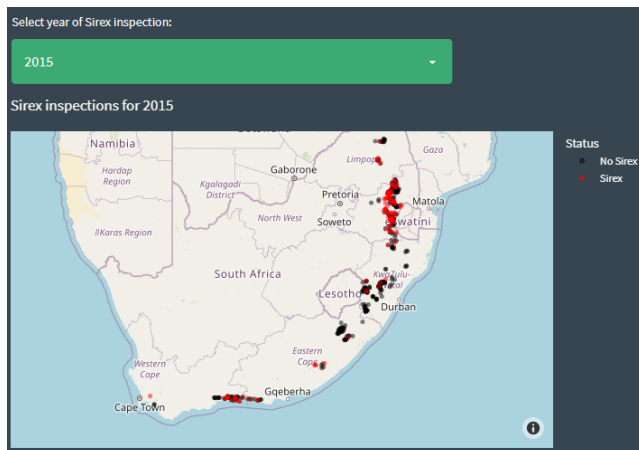 Select year of Sirex inspection:
2015
Sirex inspections for 2015
Namibia
Hardap
Region
Gaborone
Limpopo
Gaza
Kgalagadi
District
Pretoria
Matola
North West
Soweto
Eswatini
IIKaras Region
South Africa
KwaZulu-
Lesotho
Durban
Eastern
Cape
Western
Cape
Gqeberha
Cape Town
Status
No Sirex
Sirex